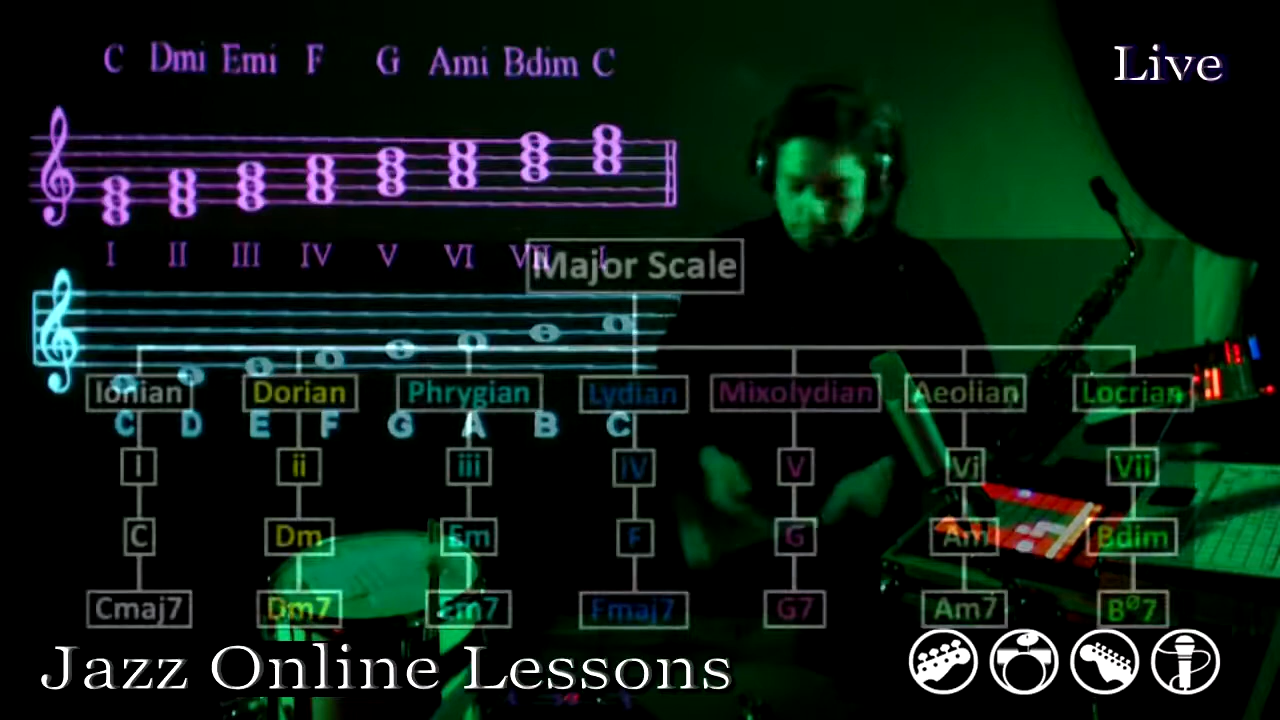 C Dmi Emi F G Ami Bdim C
Live
I II III IV V VI VII I
Major Scale
Ionian Dorian Phrygian Lydian Mixolydian Aeolian Locrian
C D E F G A B C
I ii iii IV V Vi Vii
C Dm Em F G Am Bdim
Cmaj7 Dm7 Em7 Fmaj7 G7 Am7 Bø7
Jazz Online Lessons